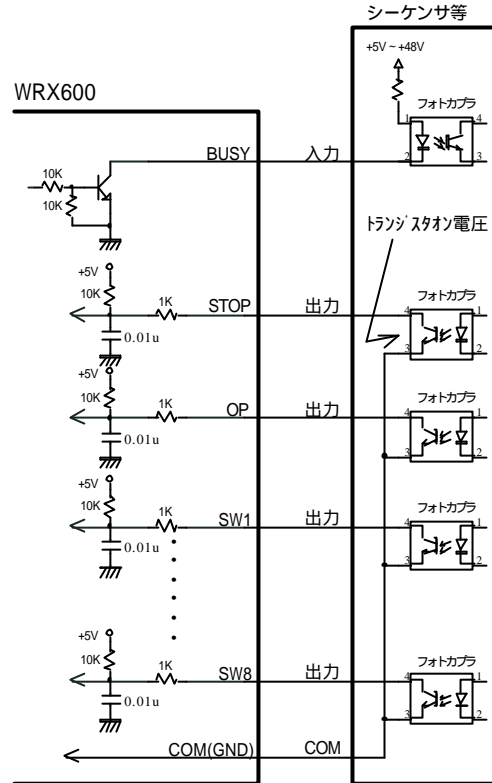 シーケンサ等
+5V～+48V
WRX600
フォトカプラ
1
4
BUSY
入力
2
3
10K
10K
トランジスタオン電圧
+5V
10K
1K
STOP
出力
フォトカプラ
4
1
0.01u
3
2
+5V
10K
1K
OP
出力
フォトカプラ
4
1
0.01u
3
2
+5V
10K
1K
SW1
出力
フォトカプラ
4
1
0.01u
3
2
+5V
10K
1K
SW8
出力
フォトカプラ
4
1
0.01u
3
2
COM(GND)
COM